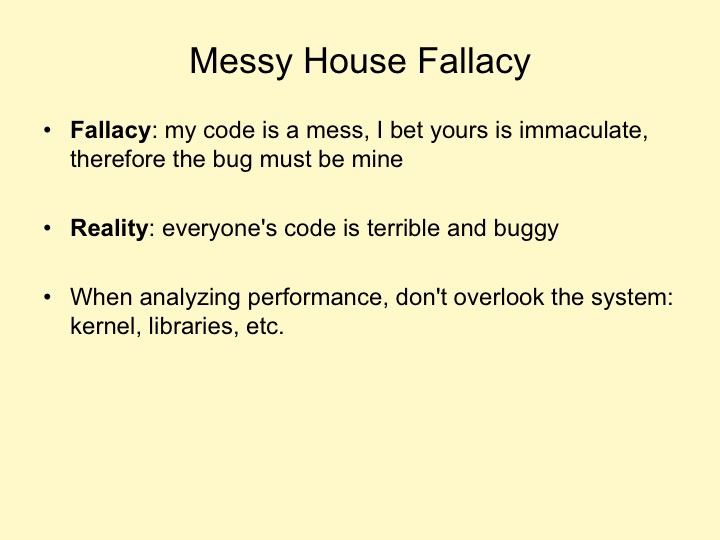 Messy House Fallacy
• Fallacy: my code is a mess, I bet yours is immaculate,
therefore the bug must be mine
• Reality: everyone's code is terrible and buggy
• When analyzing performance, don't overlook the system:
kernel, libraries, etc.